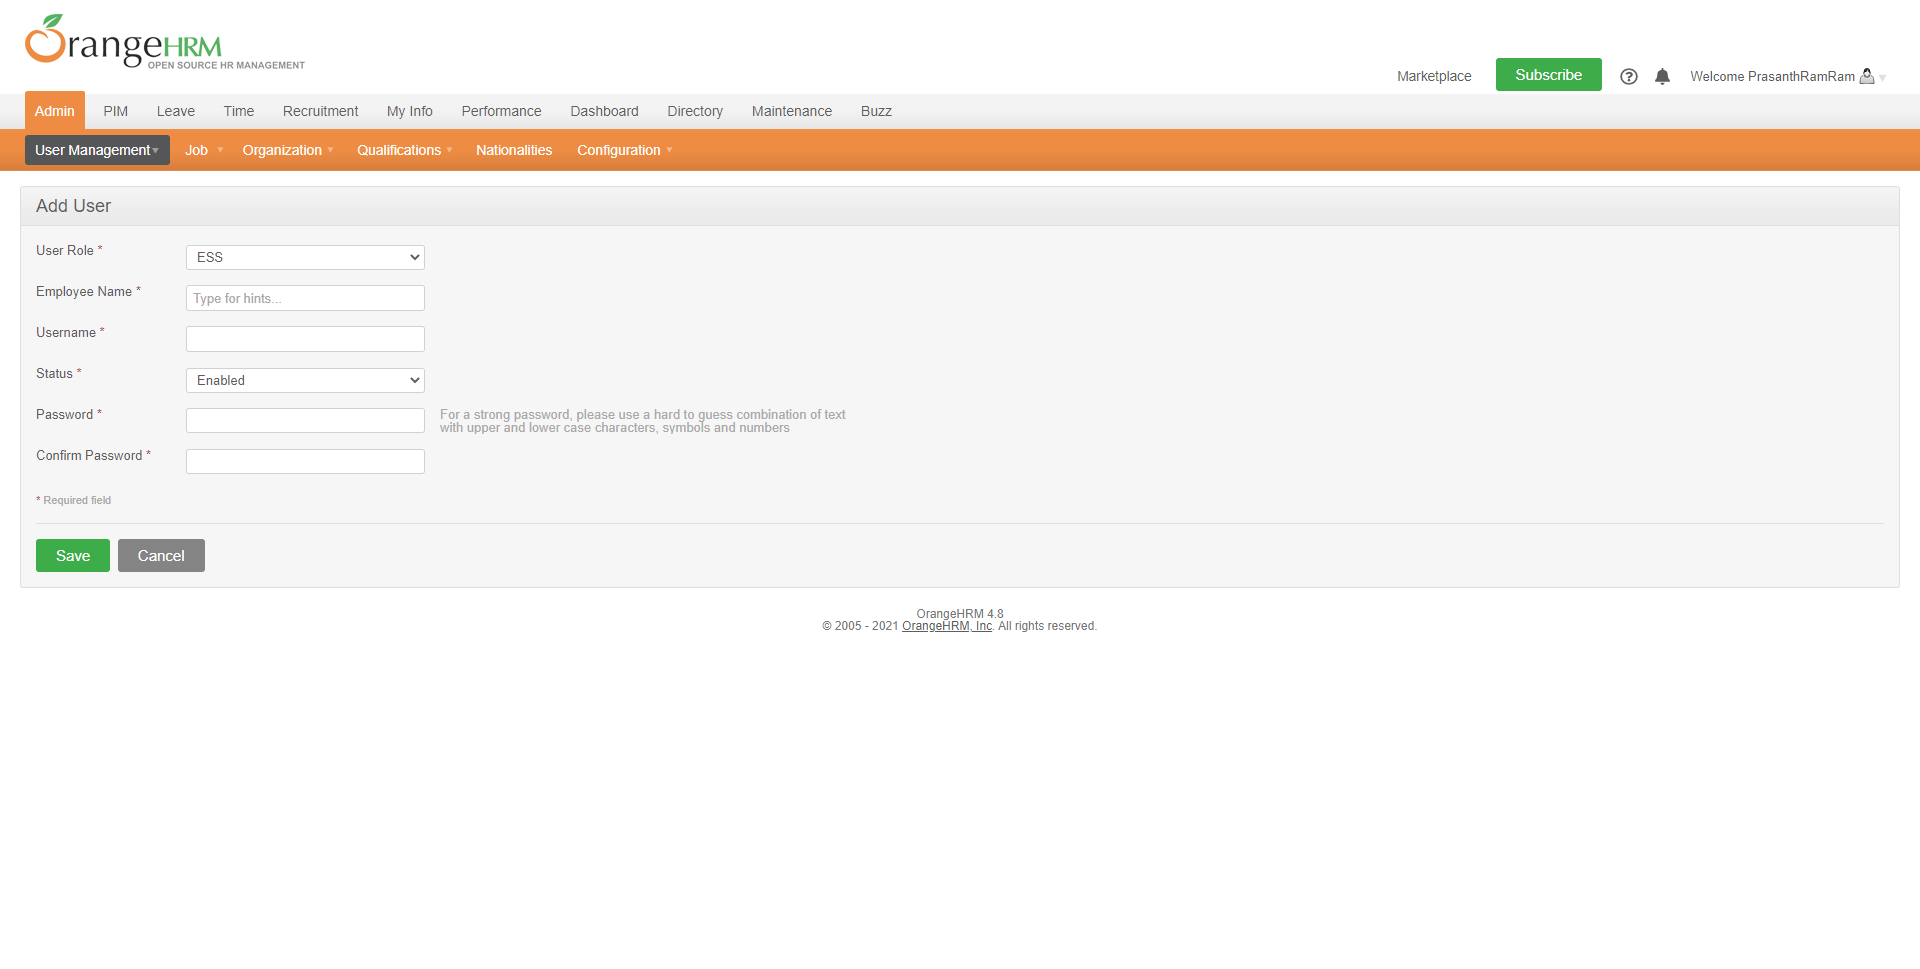 OrangeHRM
OPEN SOURCE HR MANAGEMENT
Marketplace Subscribe Welcome PrasanthRamRam
Admin PIM Leave Time Recruitment My Info Performance Dashboard Directory Maintenance Buzz
User Management Job Organization Qualifications Nationalities Configuration
Add User
User Role * ESS
Employee Name * Type for hints...
Username *
Status * Enabled
Password * For a strong password, please use a hard to guess combination of text
with upper and lower case characters, symbols and numbers
Confirm Password *
* Required field
Save Cancel
OrangeHRM 4.8
© 2005 - 2021 OrangeHRM, Inc. All rights reserved.